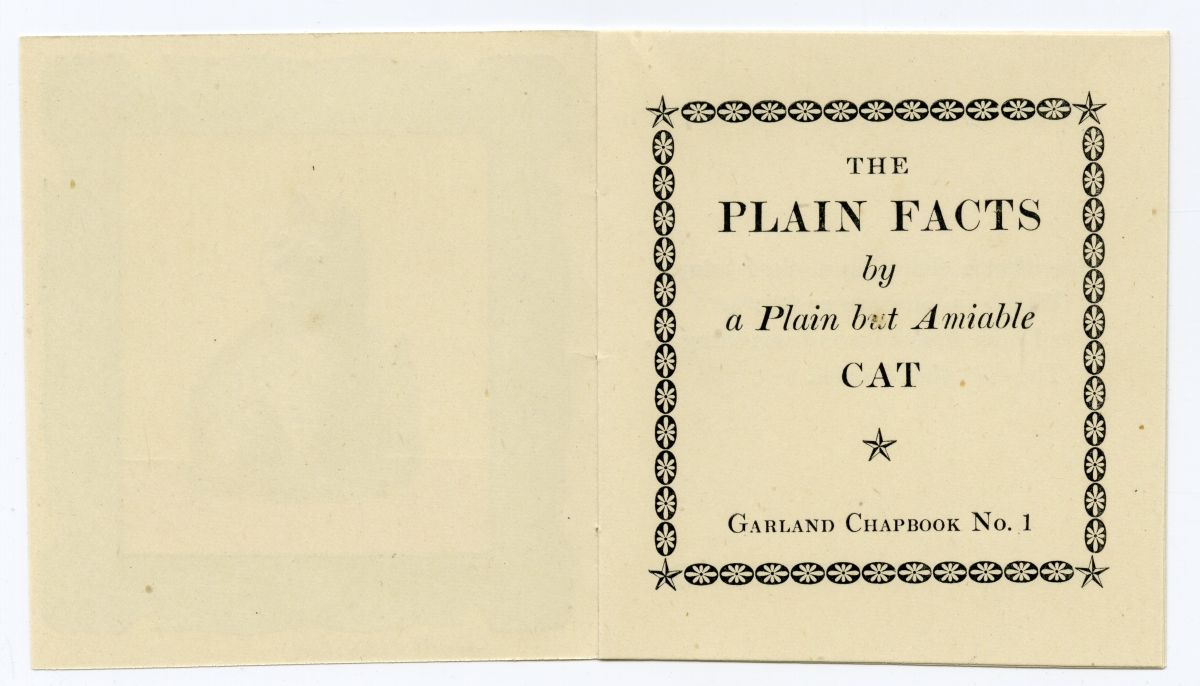 THE
PLAIN FACTS
by
a Plain but Amiable
CAT
GARLAND CHAPBOOK NO. 1